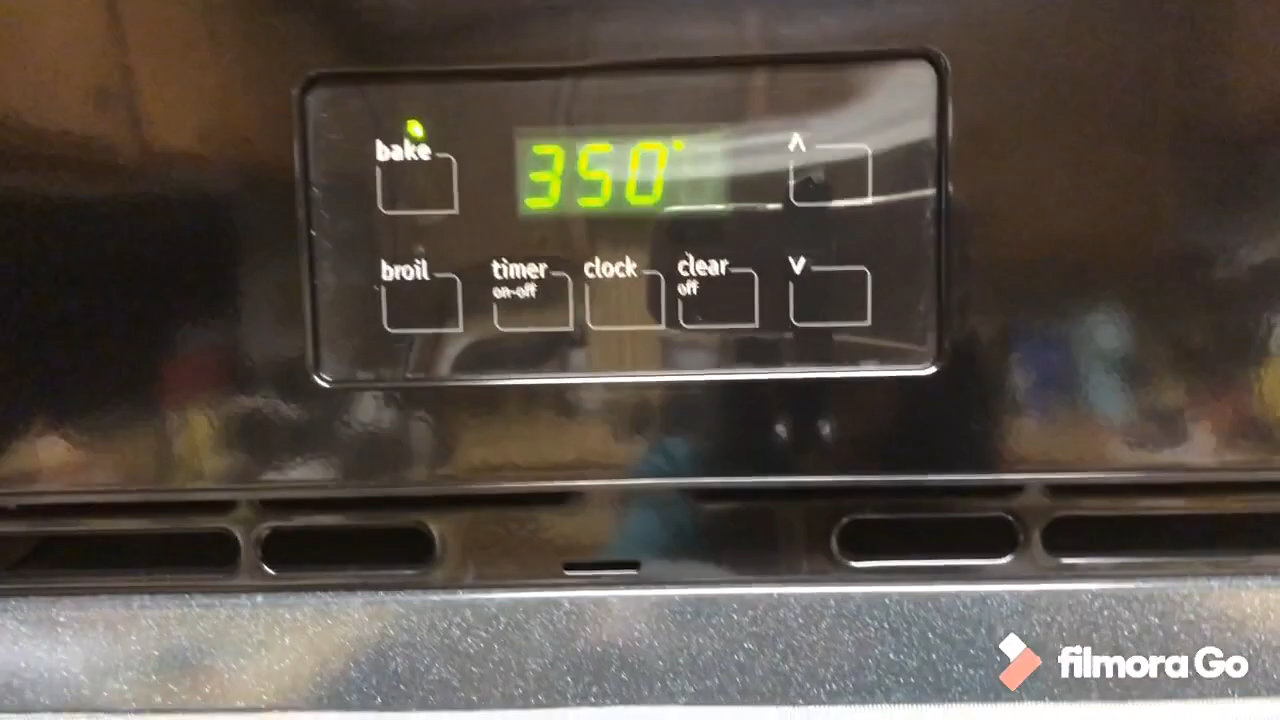 bake
350°
^
broil
timer
on-off
clock
clear
off
v
filmora Go